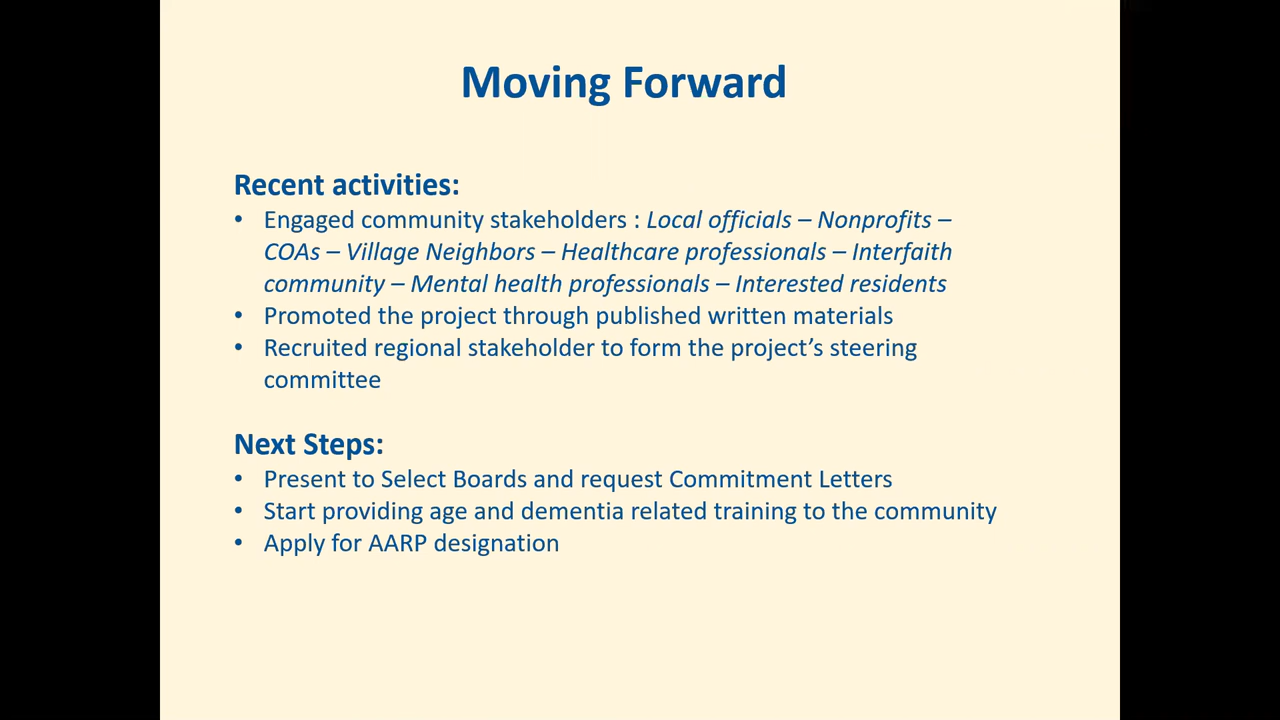 Moving Forward
Recent activities:
• Engaged community stakeholders : Local officials – Nonprofits –
COAs – Village Neighbors – Healthcare professionals – Interfaith
community – Mental health professionals – Interested residents
• Promoted the project through published written materials
• Recruited regional stakeholder to form the project’s steering
committee
Next Steps:
• Present to Select Boards and request Commitment Letters
• Start providing age and dementia related training to the community
• Apply for AARP designation